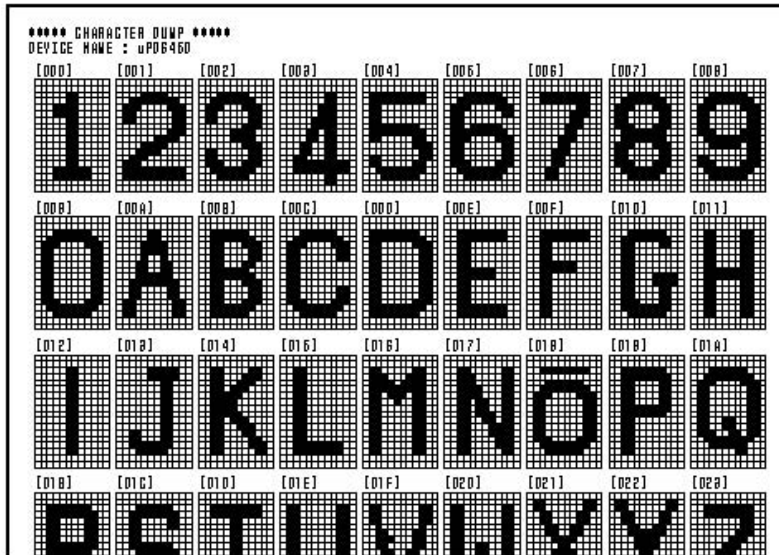 ***** CHARACTER DUMP *****
DEVICE NAME : uPD6450
[000] [001] [002] [003] [004] [005] [006] [007] [008]
1 2 3 4 5 6 7 8 9
[009] [00A] [00B] [00C] [00D] [00E] [00F] [010] [011]
0 A B C D E F G H
[012] [013] [014] [015] [016] [017] [018] [019] [01A]
I J K L M N Ō P Q
[01B] [01C] [01D] [01E] [01F] [020] [021] [022] [023]
R S T U V W X Y Z